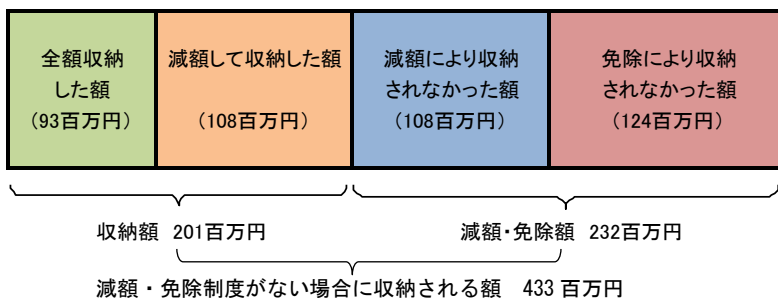 全額収納
した額
（93百万円）
減額して収納した額
（108百万円）
減額により収納
されなかった額
（108百万円）
免除により収納
されなかった額
（124百万円）
収納額 201百万円
減額・免除額 232百万円
減額・免除制度がない場合に収納される額 433 百万円